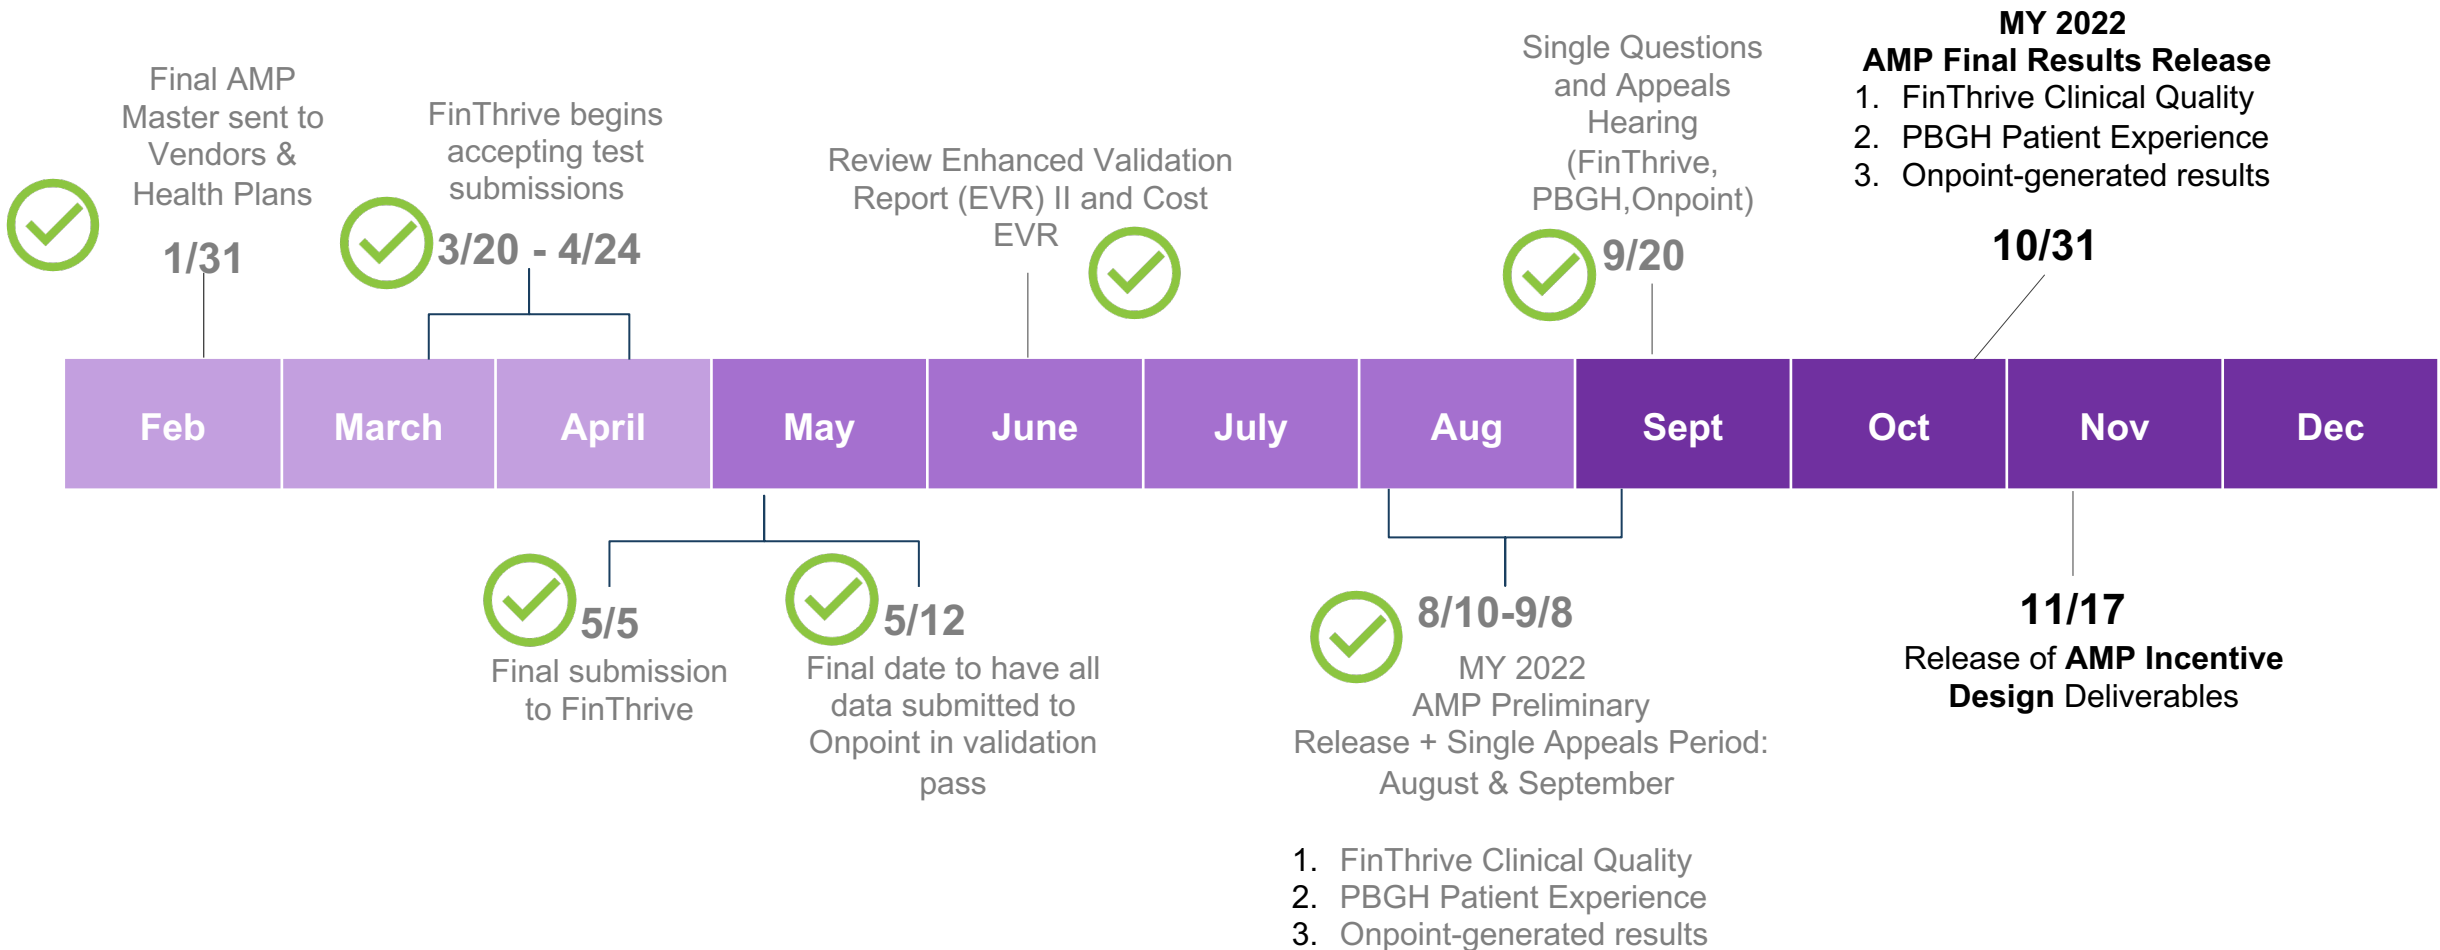 Final AMP
Master sent to
Vendors &
Health Plans
1/31
FinThrive begins
accepting test
submissions
3/20 - 4/24
Review Enhanced Validation
Report (EVR) II and Cost
EVR
Single Questions
and Appeals
Hearing
(FinThrive,
PBGH,Onpoint)
9/20
MY 2022
AMP Final Results Release
1. FinThrive Clinical Quality
2. PBGH Patient Experience
3. Onpoint-generated results
10/31
Feb
March
April
May
June
July
Aug
Sept
Oct
Nov
Dec
5/5
Final submission
to FinThrive
5/12
Final date to have all
data submitted to
Onpoint in validation
pass
8/10-9/8
MY 2022
AMP Preliminary
Release + Single Appeals Period:
August & September
1. FinThrive Clinical Quality
2. PBGH Patient Experience
3. Onpoint-generated results
11/17
Release of AMP Incentive
Design Deliverables